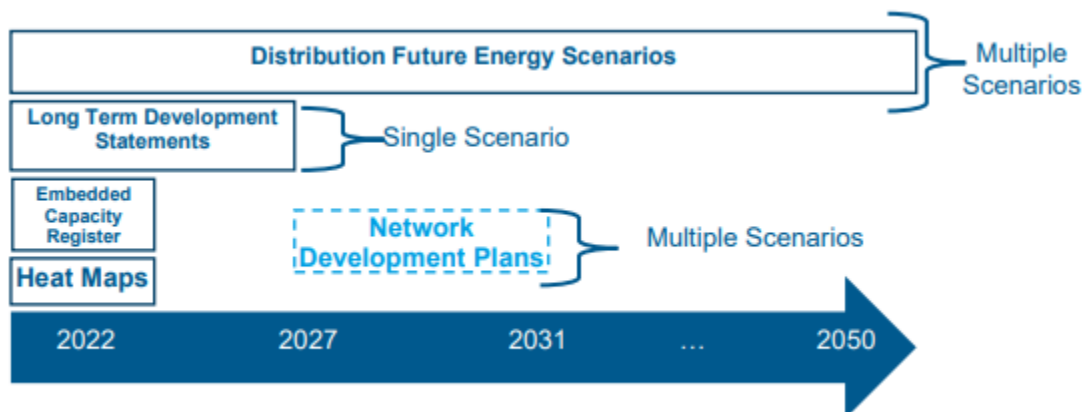 Distribution Future Energy Scenarios
Multiple
Scenarios
Long Term Development
Statements
Single Scenario
Embedded
Capacity
Register
Network
Development Plans
Multiple Scenarios
Heat Maps
2022 2027 2031 ... 2050